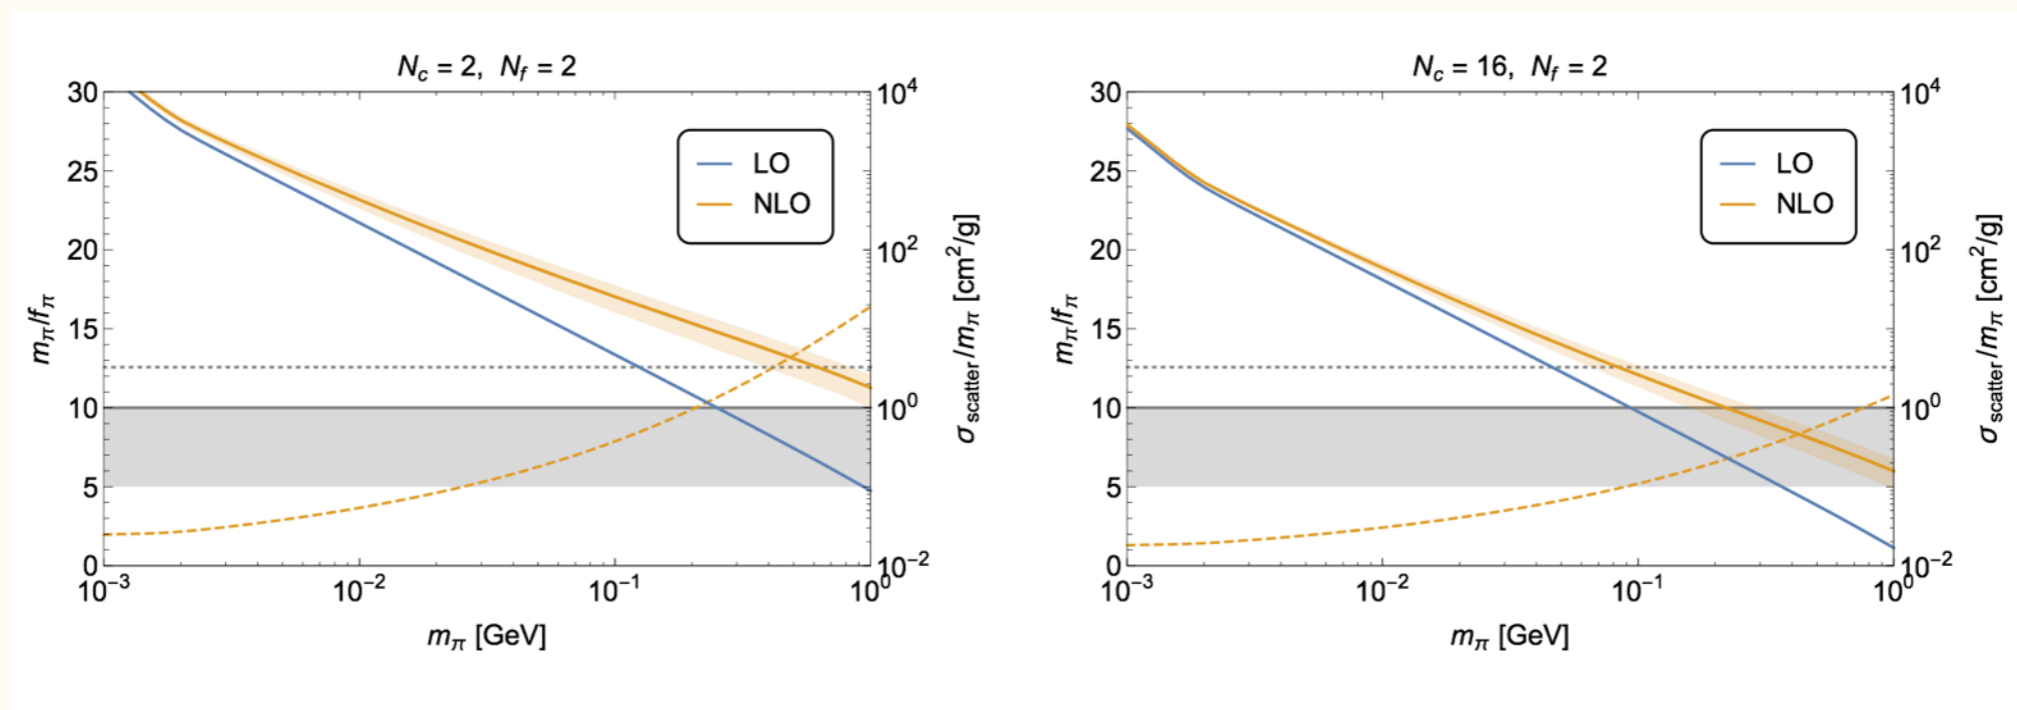 N_c = 2, N_f = 2
30
25
20
15
10
5
0
m_π/f_π
LO
NLO
10^4
10^2
10^0
10^−2
σ_scatter/m_π [cm^2/g]
10^−3
10^−2
10^−1
10^0
m_π [GeV]
N_c = 16, N_f = 2
30
25
20
15
10
5
0
m_π/f_π
LO
NLO
10^4
10^2
10^0
10^−2
σ_scatter/m_π [cm^2/g]
10^−3
10^−2
10^−1
10^0
m_π [GeV]